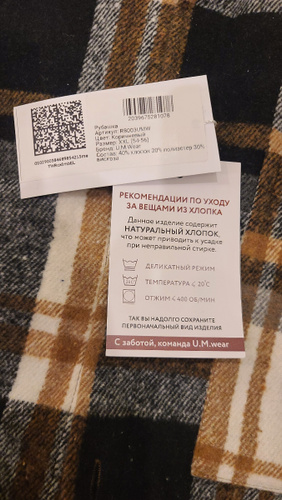 2039675281078
Рубашка
Цвет: Коричневый
Размер: XXL (54-56)
Бренд: U.M.Wear
Состав: 40% хлопок 30% полиэстер 30%
РЕКОМЕНДАЦИИ ПО УХОДУ
ЗА ВЕЩАМИ ИЗ ХЛОПКА
Данное изделие содержит
НАТУРАЛЬНЫЙ ХЛОПОК,
что может приводить к усадке
при неправильной стирке.
ДЕЛИКАТНЫЙ РЕЖИМ
ТЕМПЕРАТУРА ≤ 30°C
ОТЖИМ ≤ 400 ОБ/МИН
ТАК ВЫ НАДОЛГО СОХРАНИТЕ
ПЕРВОНАЧАЛЬНЫЙ ВИД ИЗДЕЛИЯ
С заботой, команда U.M.wear